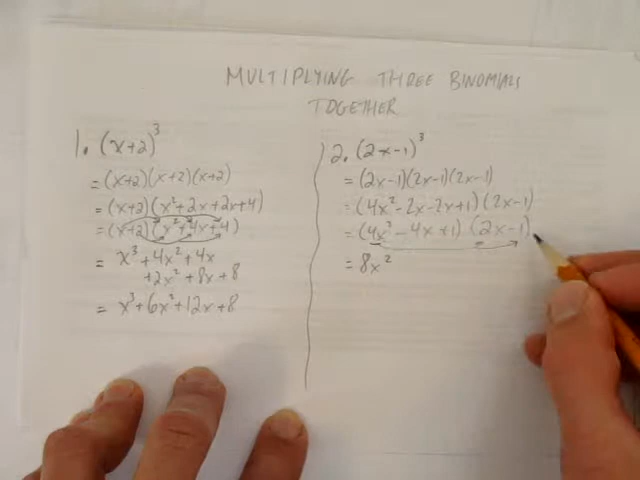 MULTIPLYING THREE BINOMIALS
TOGETHER
1. (x+2)³
= (x+2)(x+2)(x+2)
= (x+2)(x²+2x+2x+4)
= (x+2)(x²+4x+4)
= x³+4x²+4x
+2x²+8x+8
= x³+6x²+12x+8
2. (2x-1)³
= (2x-1)(2x-1)(2x-1)
= (4x²-2x-2x+1)(2x-1)
= (4x²-4x+1)(2x-1)
= 8x²